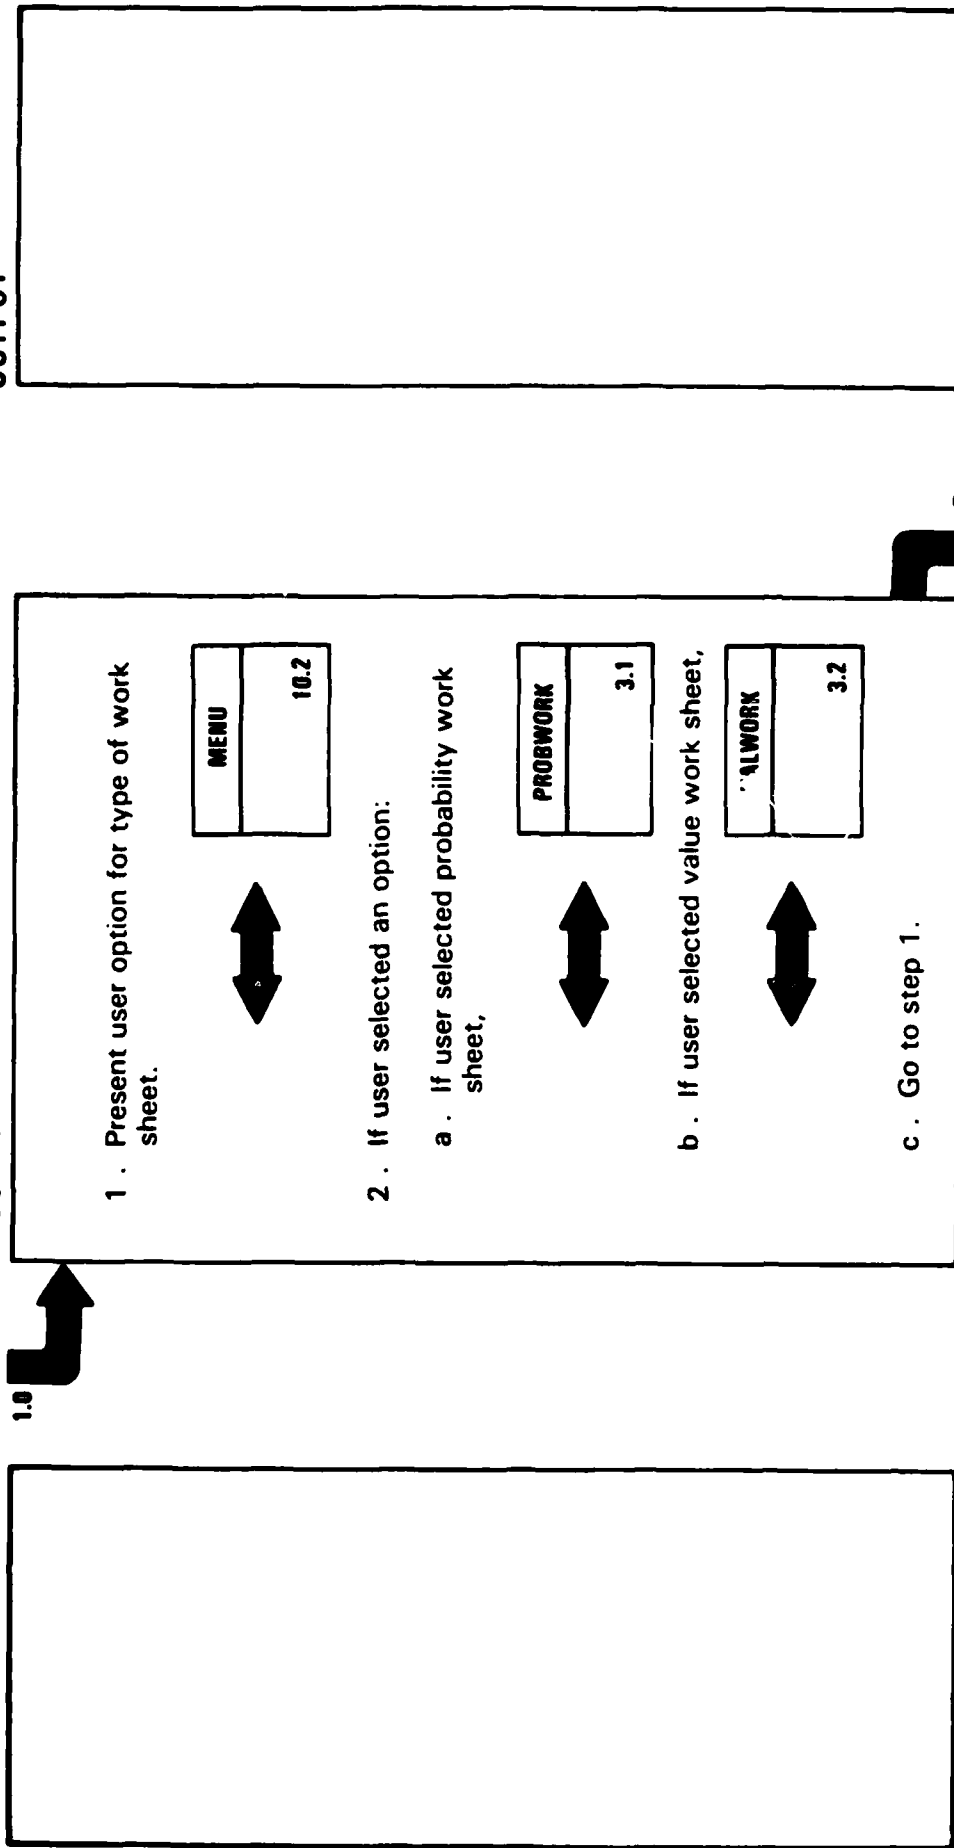 1.0
1 . Present user option for type of work
sheet.
MENU
10.2
2 . If user selected an option:
a . If user selected probability work
sheet,
PROBWORK
3.1
b . If user selected value work sheet,
3.2
c . Go to step 1.